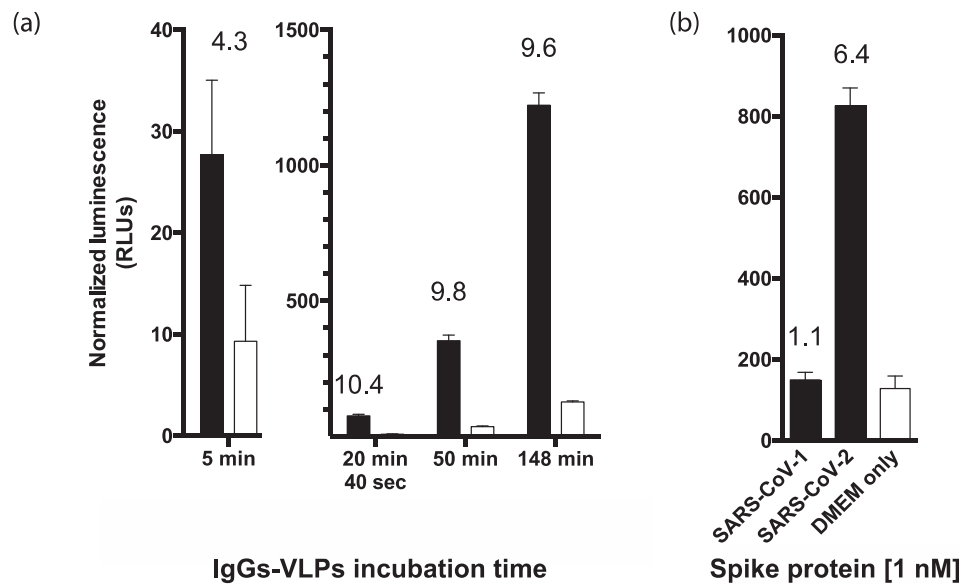 (a)
Normalized luminescence
(RLUs)
40
30
20
10
0
4.3
5 min
1500
1000
500
10.4
9.8
9.6
20 min
40 sec
50 min
148 min
IgGs-VLPs incubation time
(b)
1000
800
600
400
200
0
1.1
6.4
SARS-CoV-1
SARS-CoV-2
DMEM only
Spike protein [1 nM]